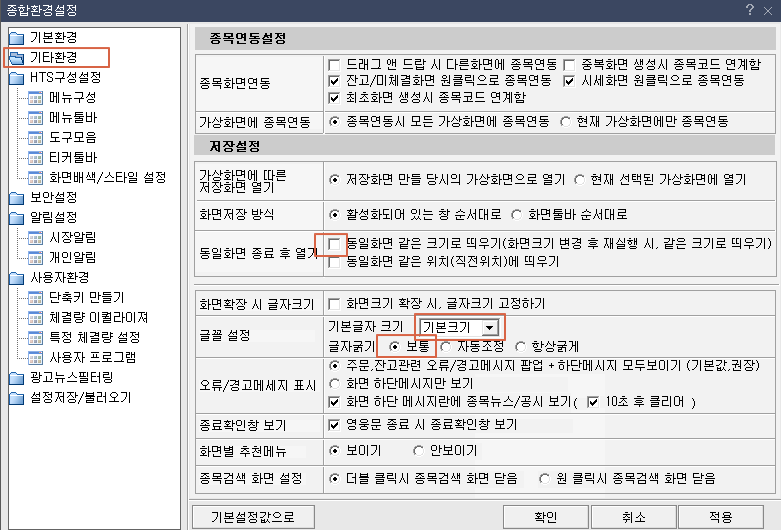 종합환경설정
? ×
기본환경
기타환경
HTS구성설정
메뉴구성
메뉴툴바
도구모음
티커툴바
화면배색/스타일 설정
보안설정
알림설정
시장알림
개인알림
사용자환경
단축키 만들기
체결량 이퀄라이져
특정 체결량 설정
사용자 프로그램
광고뉴스필터링
설정저장/불러오기
종목연동설정
종목화면연동
드래그 앤 드랍 시 다른화면에 종목연동 중복화면 생성시 종목코드 연계함
잔고/미체결화면 원클릭으로 종목연동 시세화면 원클릭으로 종목연동
최초화면 생성시 종목코드 연계함
가상화면에 종목연동 종목연동시 모든 가상화면에 종목연동 현재 가상화면에만 종목연동
저장설정
가상화면에 따른
저장화면 열기
저장화면 만들 당시의 가상화면으로 열기 현재 선택된 가상화면에 열기
화면저장 방식 활성화되어 있는 창 순서대로 화면툴바 순서대로
동일화면 종료 후 열기
동일화면 같은 크기로 띄우기(화면크기 변경 후 재실행 시, 같은 크기로 띄우기)
동일화면 같은 위치(직전위치)에 띄우기
화면확장 시 글자크기 화면크기 확장 시, 글자크기 고정하기
글꼴 설정
기본글자 크기 기본크기
글자굵기 보통 자동조정 항상굵게
오류/경고메세지 표시
주문,잔고관련 오류/경고메시지 팝업 + 하단메시지 모두보이기 (기본값,권장)
화면 하단메시지만 보기
화면 하단 메시지란에 종목뉴스/공시 보기( 10초 후 클리어 )
종료확인창 보기 영웅문 종료 시 종료확인창 보기
화면별 추천메뉴 보이기 안보이기
종목검색 화면 설정 더블 클릭시 종목검색 화면 닫음 원 클릭시 종목검색 화면 닫음
기본설정값으로 확인 취소 적용